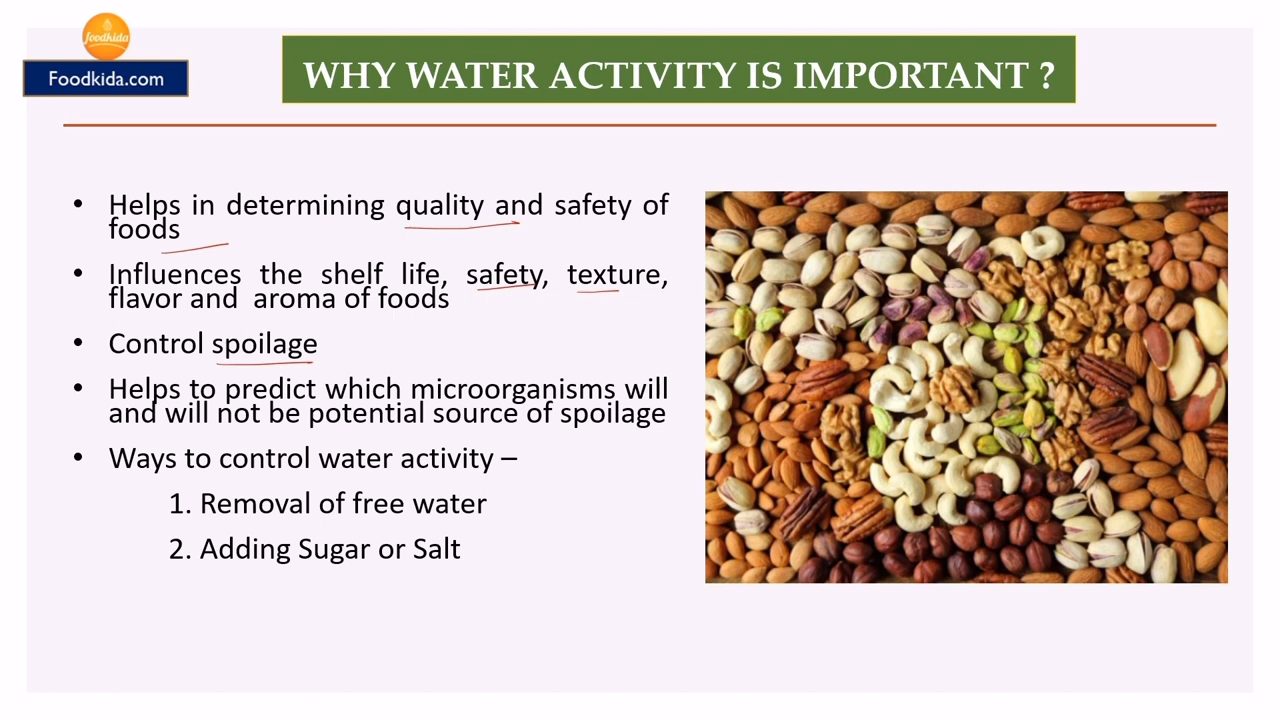 foodkida
Foodkida.com
WHY WATER ACTIVITY IS IMPORTANT ?
• Helps in determining quality and safety of
foods
• Influences the shelf life, safety, texture,
flavor and aroma of foods
• Control spoilage
• Helps to predict which microorganisms will
and will not be potential source of spoilage
• Ways to control water activity –
1. Removal of free water
2. Adding Sugar or Salt